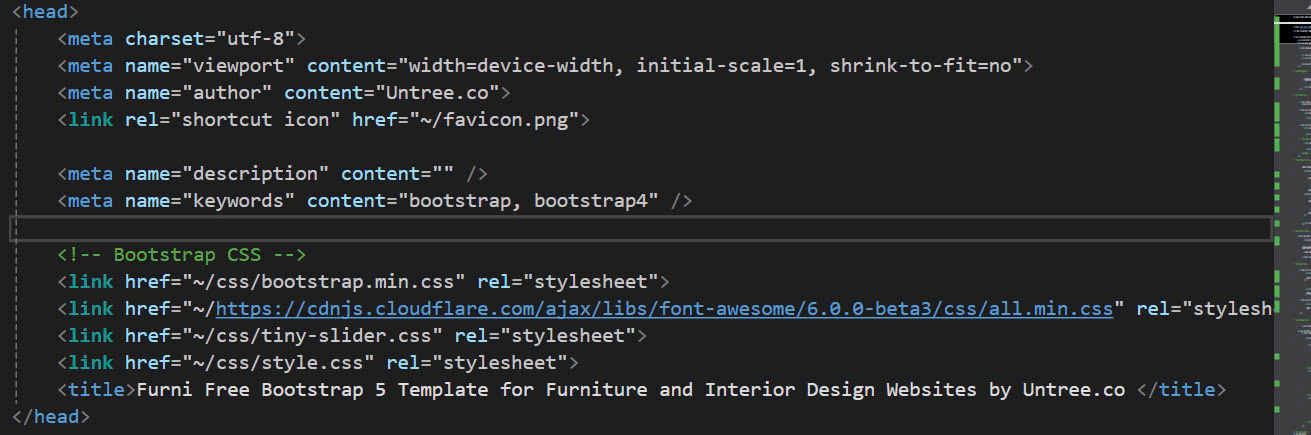 <head>
<meta charset="utf-8">
<meta name="viewport" content="width=device-width, initial-scale=1, shrink-to-fit=no">
<meta name="author" content="Untree.co">
<link rel="shortcut icon" href="~/favicon.png">
<meta name="description" content="" />
<meta name="keywords" content="bootstrap, bootstrap4" />
<!-- Bootstrap CSS -->
<link href="~/css/bootstrap.min.css" rel="stylesheet">
<link href="~/https://cdnjs.cloudflare.com/ajax/libs/font-awesome/6.0.0-beta3/css/all.min.css" rel="stylesh
<link href="~/css/tiny-slider.css" rel="stylesheet">
<link href="~/css/style.css" rel="stylesheet">
<title>Furni Free Bootstrap 5 Template for Furniture and Interior Design Websites by Untree.co </title>
</head>